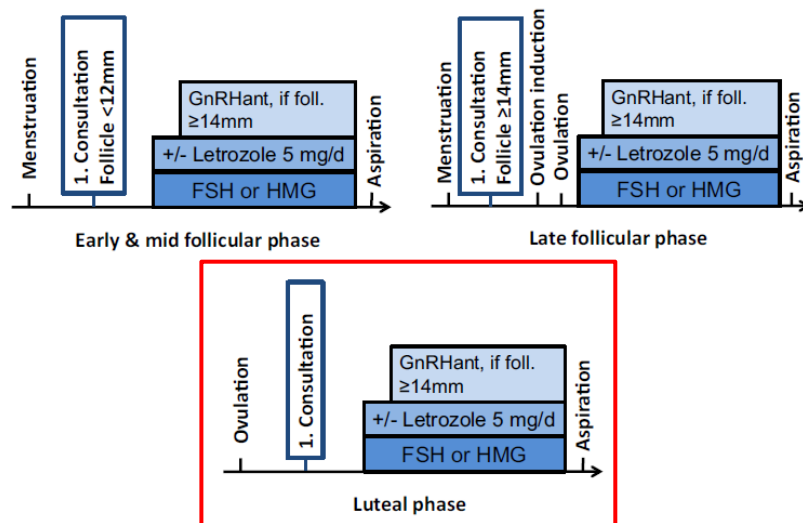 Menstruation
1. Consultation
Follicle <12mm
GnRHant, if foll.
≥14mm
+/- Letrozole 5 mg/d
FSH or HMG
Aspiration
Early & mid follicular phase
Menstruation
1. Consultation
Follicle ≥14mm
Ovulation induction
Ovulation
GnRHant, if foll.
≥14mm
+/- Letrozole 5 mg/d
FSH or HMG
Aspiration
Late follicular phase
Ovulation
1. Consultation
GnRHant, if foll.
≥14mm
+/- Letrozole 5 mg/d
FSH or HMG
Aspiration
Luteal phase